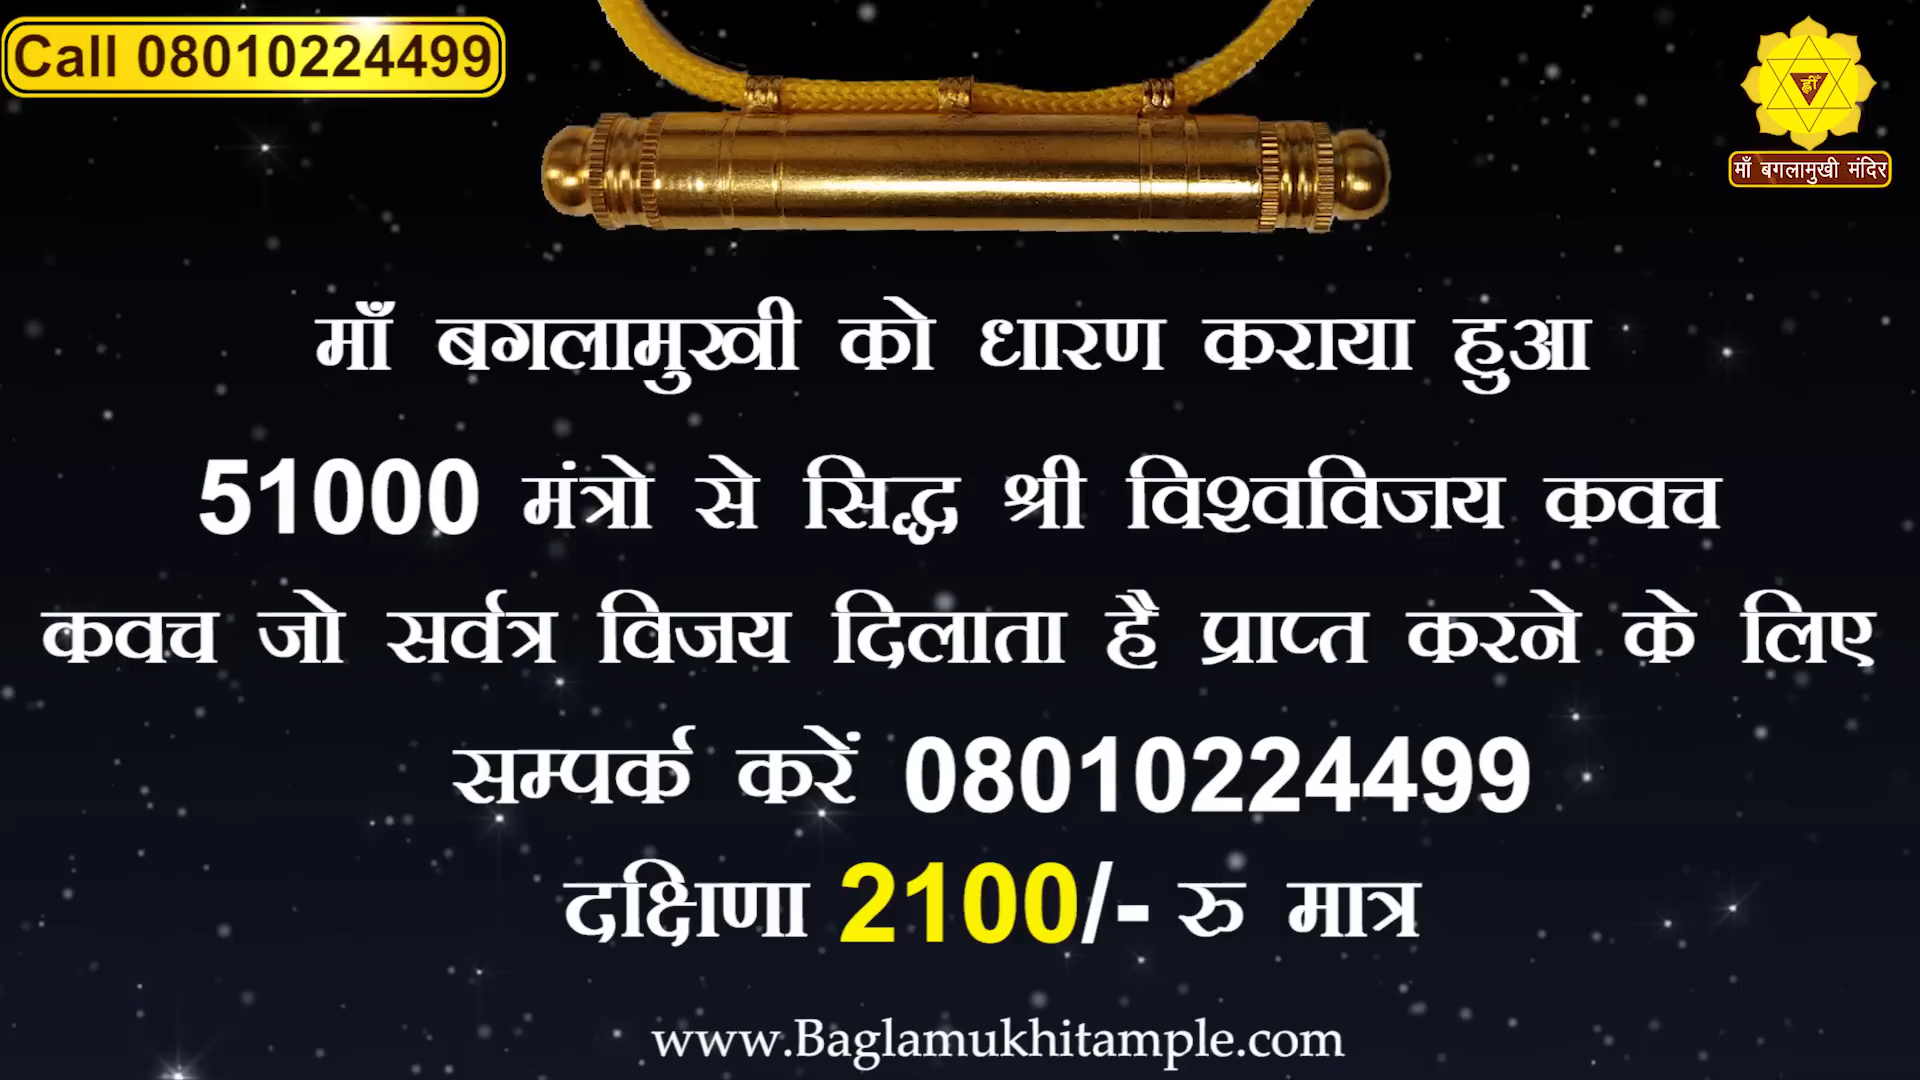 Call 08010224499
ह्लीं
माँ बगलामुखी मंदिर
माँ बगलामुखी को धारण कराया हुआ
51000 मंत्रो से सिद्ध श्री विश्वविजय कवच
कवच जो सर्वत्र विजय दिलाता है प्राप्त करने के लिए
सम्पर्क करें 08010224499
दक्षिणा 2100/- रु मात्र
www.Baglamukhitample.com